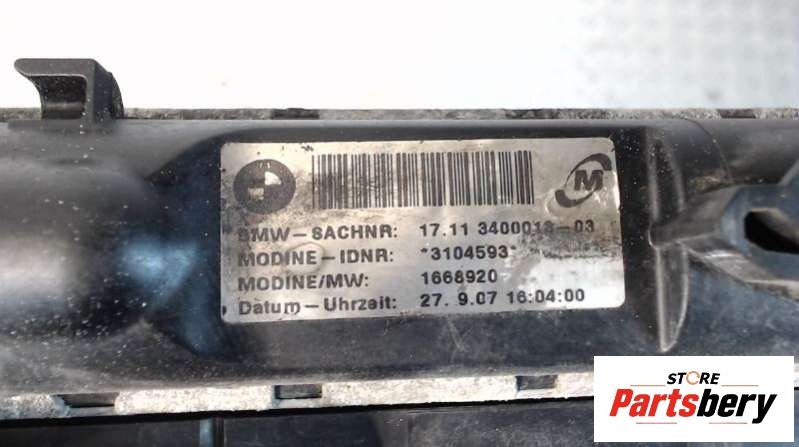 M
BMW-SACHNR: 17.11 3400013-03
MODINE-IDNR: *3104593*
MODINE/MW: 1668920
Datum-Uhrzeit: 27. 9.07 16:04:00
STORE
Partsbery